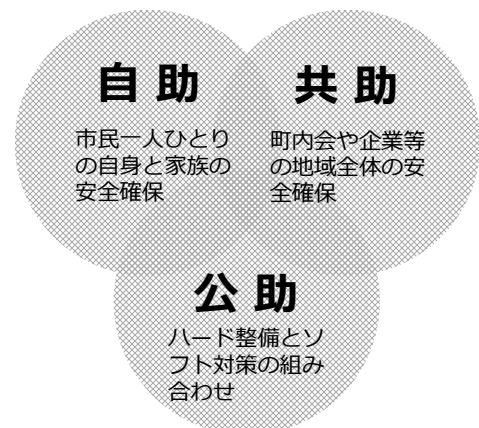 自助
市民一人ひとり
の自身と家族の
安全確保
共助
町内会や企業等
の地域全体の安
全確保
公助
ハード整備とソ
フト対策の組み
合わせ